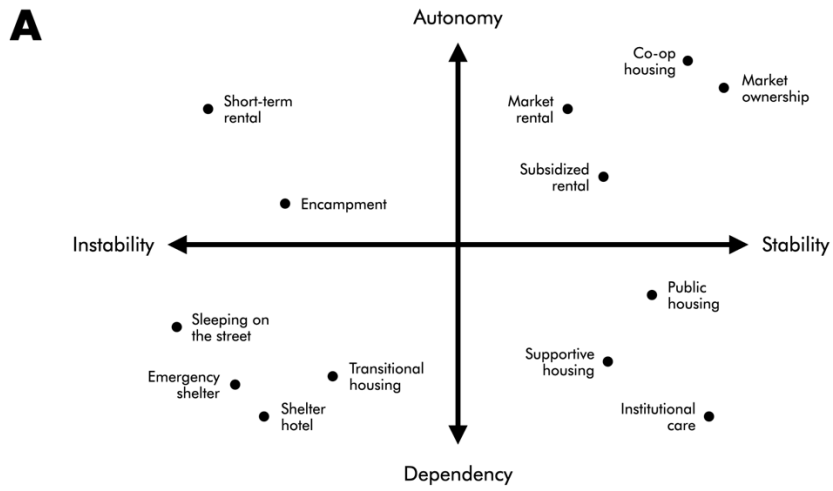 A
Autonomy
Co-op
housing
Market
ownership
Short-term
rental
Market
rental
Subsidized
rental
Encampment
Instability
Stability
Public
housing
Sleeping on
the street
Supportive
housing
Transitional
housing
Emergency
shelter
Shelter
hotel
Institutional
care
Dependency